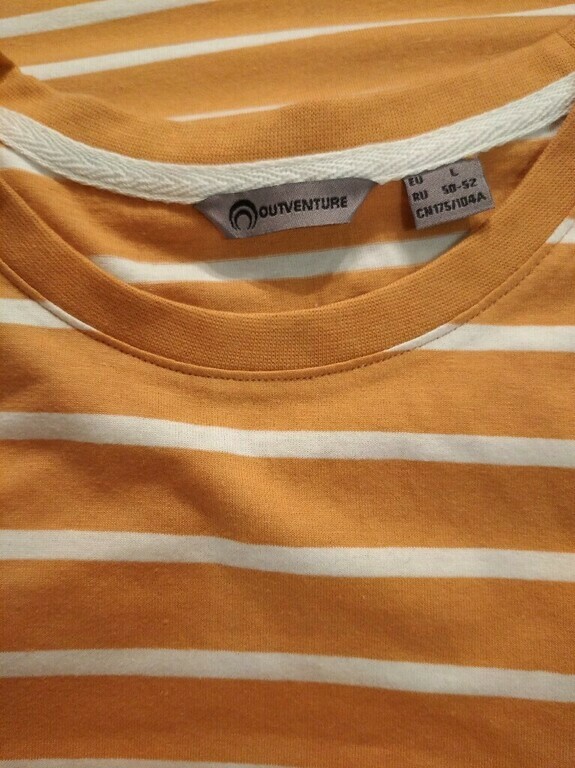 OUTVENTURE
EU L
RU 50-52
CN175/104A